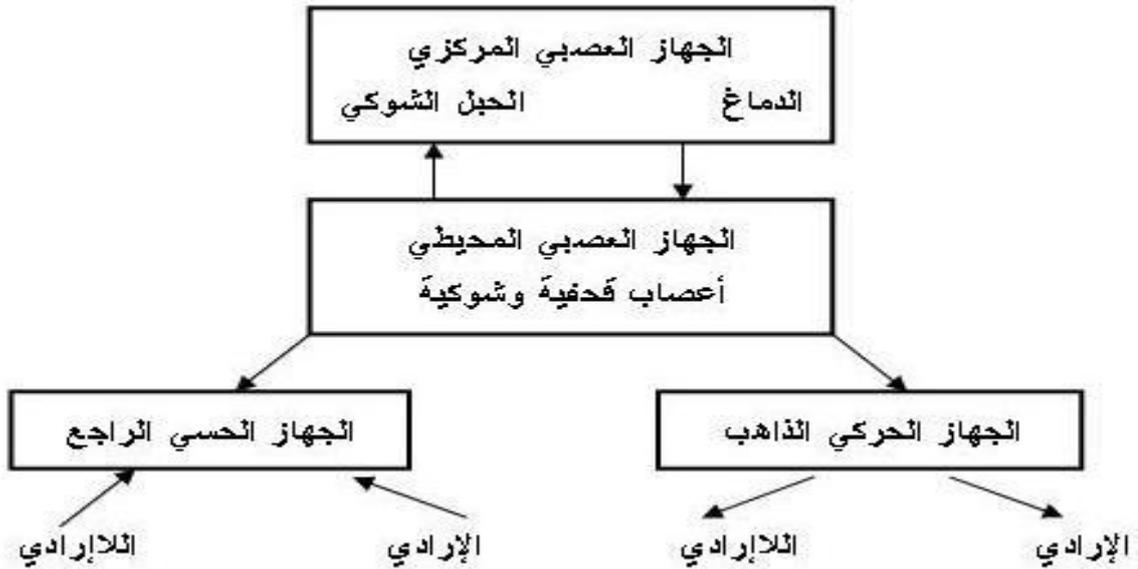 الجهاز العصبي المركزي
الدماغ الحبل الشوكي
الجهاز العصبي المحيطي
أعصاب قحفية وشوكية
الجهاز الحركي الذاهب
الجهاز الحسي الراجع
الإرادي اللاإرادي
الإرادي اللاإرادي